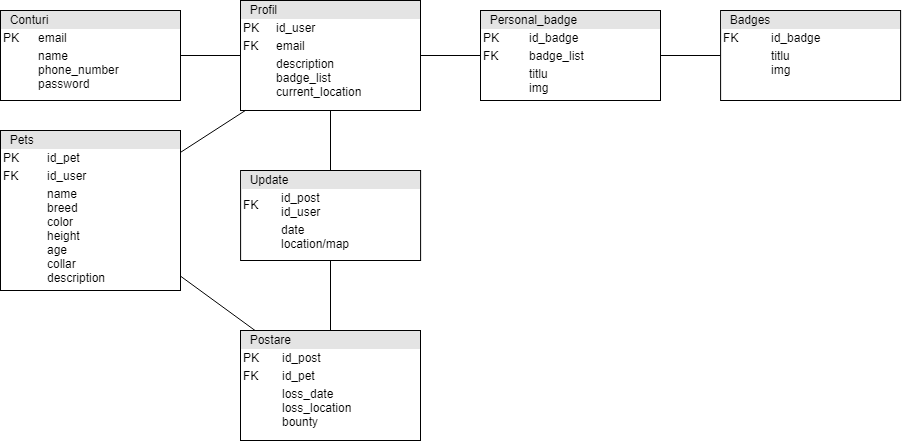 Conturi
PK email
name
phone_number
password
Profil
PK id_user
FK email
description
badge_list
current_location
Personal_badge
PK id_badge
FK badge_list
titlu
img
Badges
FK id_badge
titlu
img
Pets
PK id_pet
FK id_user
name
breed
color
height
age
collar
description
Update
id_post
FK id_user
date
location/map
Postare
PK id_post
FK id_pet
loss_date
loss_location
bounty